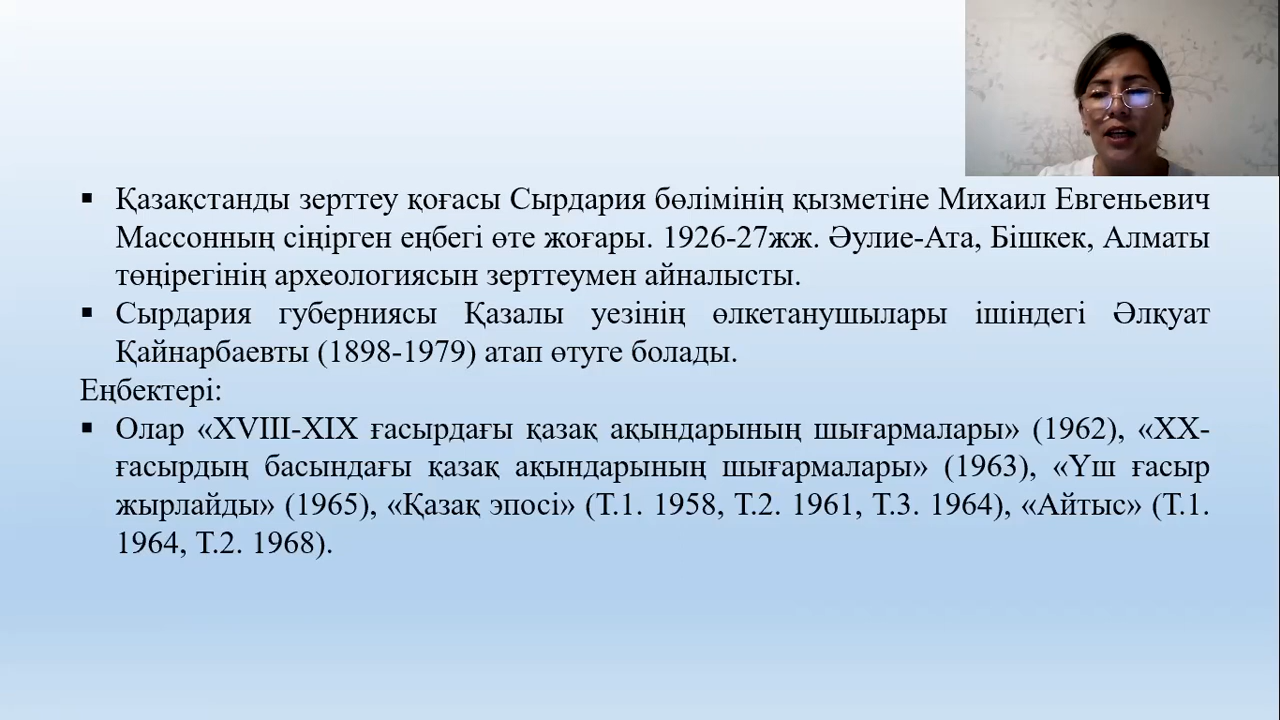 ▪ Қазақстанды зерттеу қоғасы Сырдария бөлімінің қызметіне Михаил Евгеньевич
Массонның сіңірген еңбегі өте жоғары. 1926-27жж. Әулие-Ата, Бішкек, Алматы
төңірегінің археологиясын зерттеумен айналысты.
▪ Сырдария губерниясы Қазалы уезінің өлкетанушылары ішіндегі Әлқуат
Қайнарбаевты (1898-1979) атап өтуге болады.
Еңбектері:
▪ Олар «XVIII-XIX ғасырдағы қазақ ақындарының шығармалары» (1962), «XX-
ғасырдың басындағы қазақ ақындарының шығармалары» (1963), «Үш ғасыр
жырлайды» (1965), «Қазақ эпосі» (Т.1. 1958, Т.2. 1961, Т.3. 1964), «Айтыс» (Т.1.
1964, Т.2. 1968).